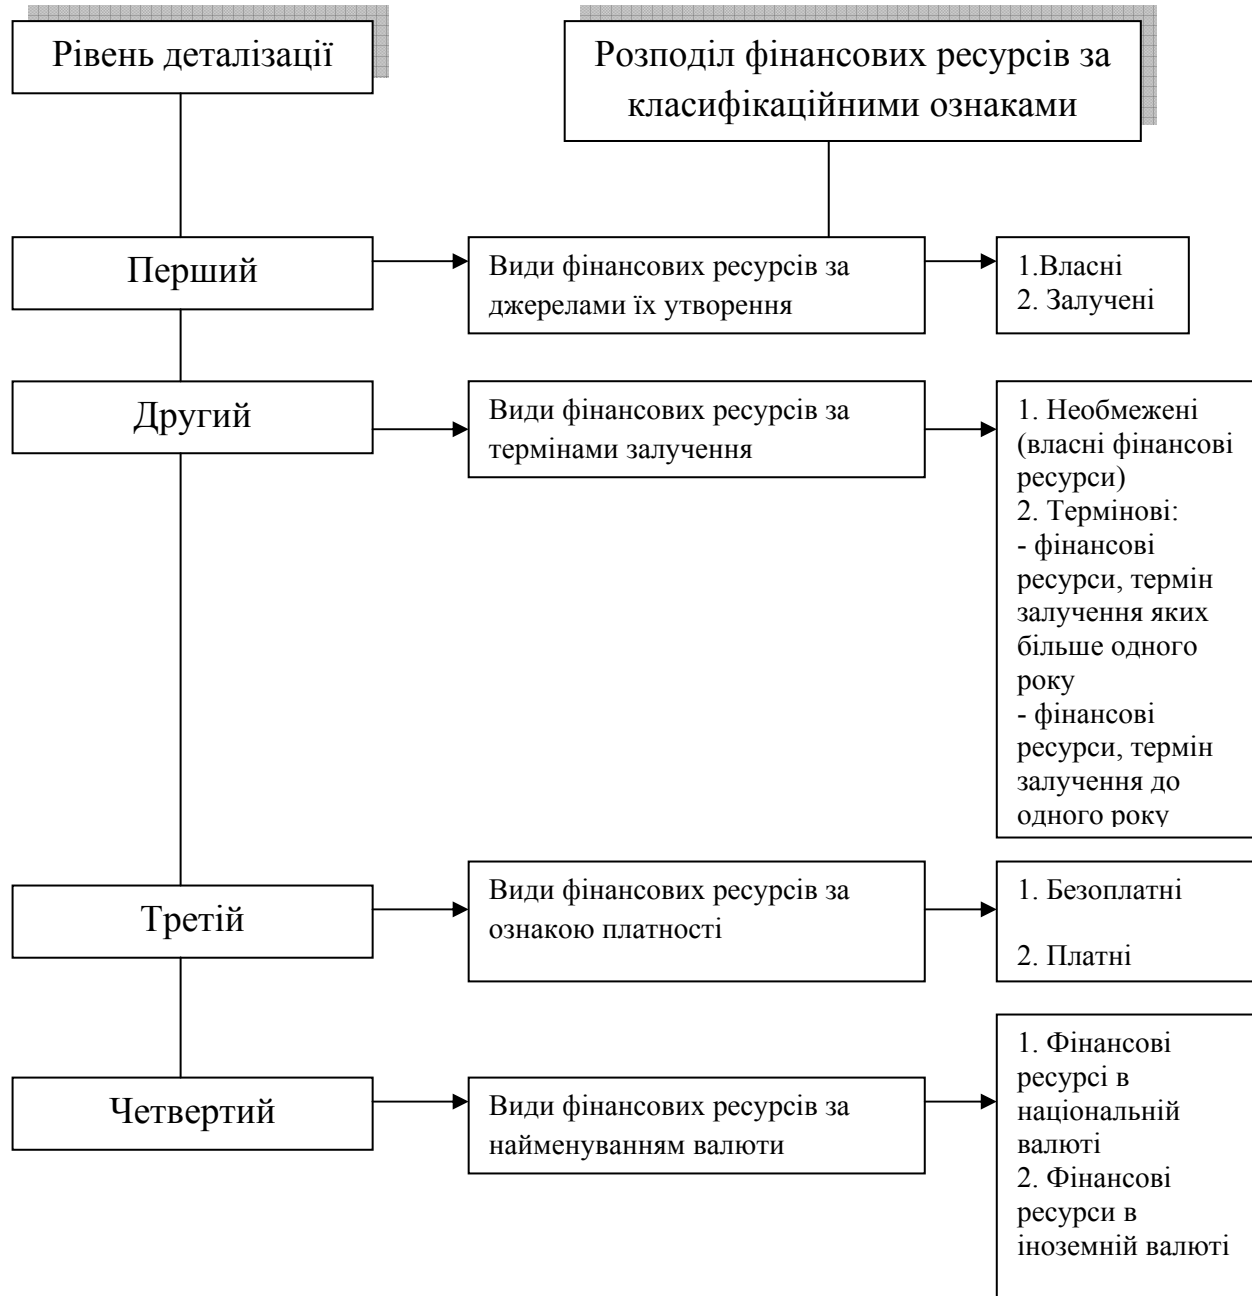 Рівень деталізації
Розподіл фінансових ресурсів за
класифікаційними ознаками
Перший
Види фінансових ресурсів за
джерелами їх утворення
1.Власні
2. Залучені
Другий
Види фінансових ресурсів за
термінами залучення
1. Необмежені
(власні фінансові
ресурси)
2. Термінові:
- фінансові
ресурси, термін
залучення яких
більше одного
року
- фінансові
ресурси, термін
залучення до
одного року
Третій
Види фінансових ресурсів за
ознакою платності
1. Безоплатні
2. Платні
Четвертий
Види фінансових ресурсів за
найменуванням валюти
1. Фінансові
ресурсі в
національній
валюті
2. Фінансові
ресурси в
іноземній валюті